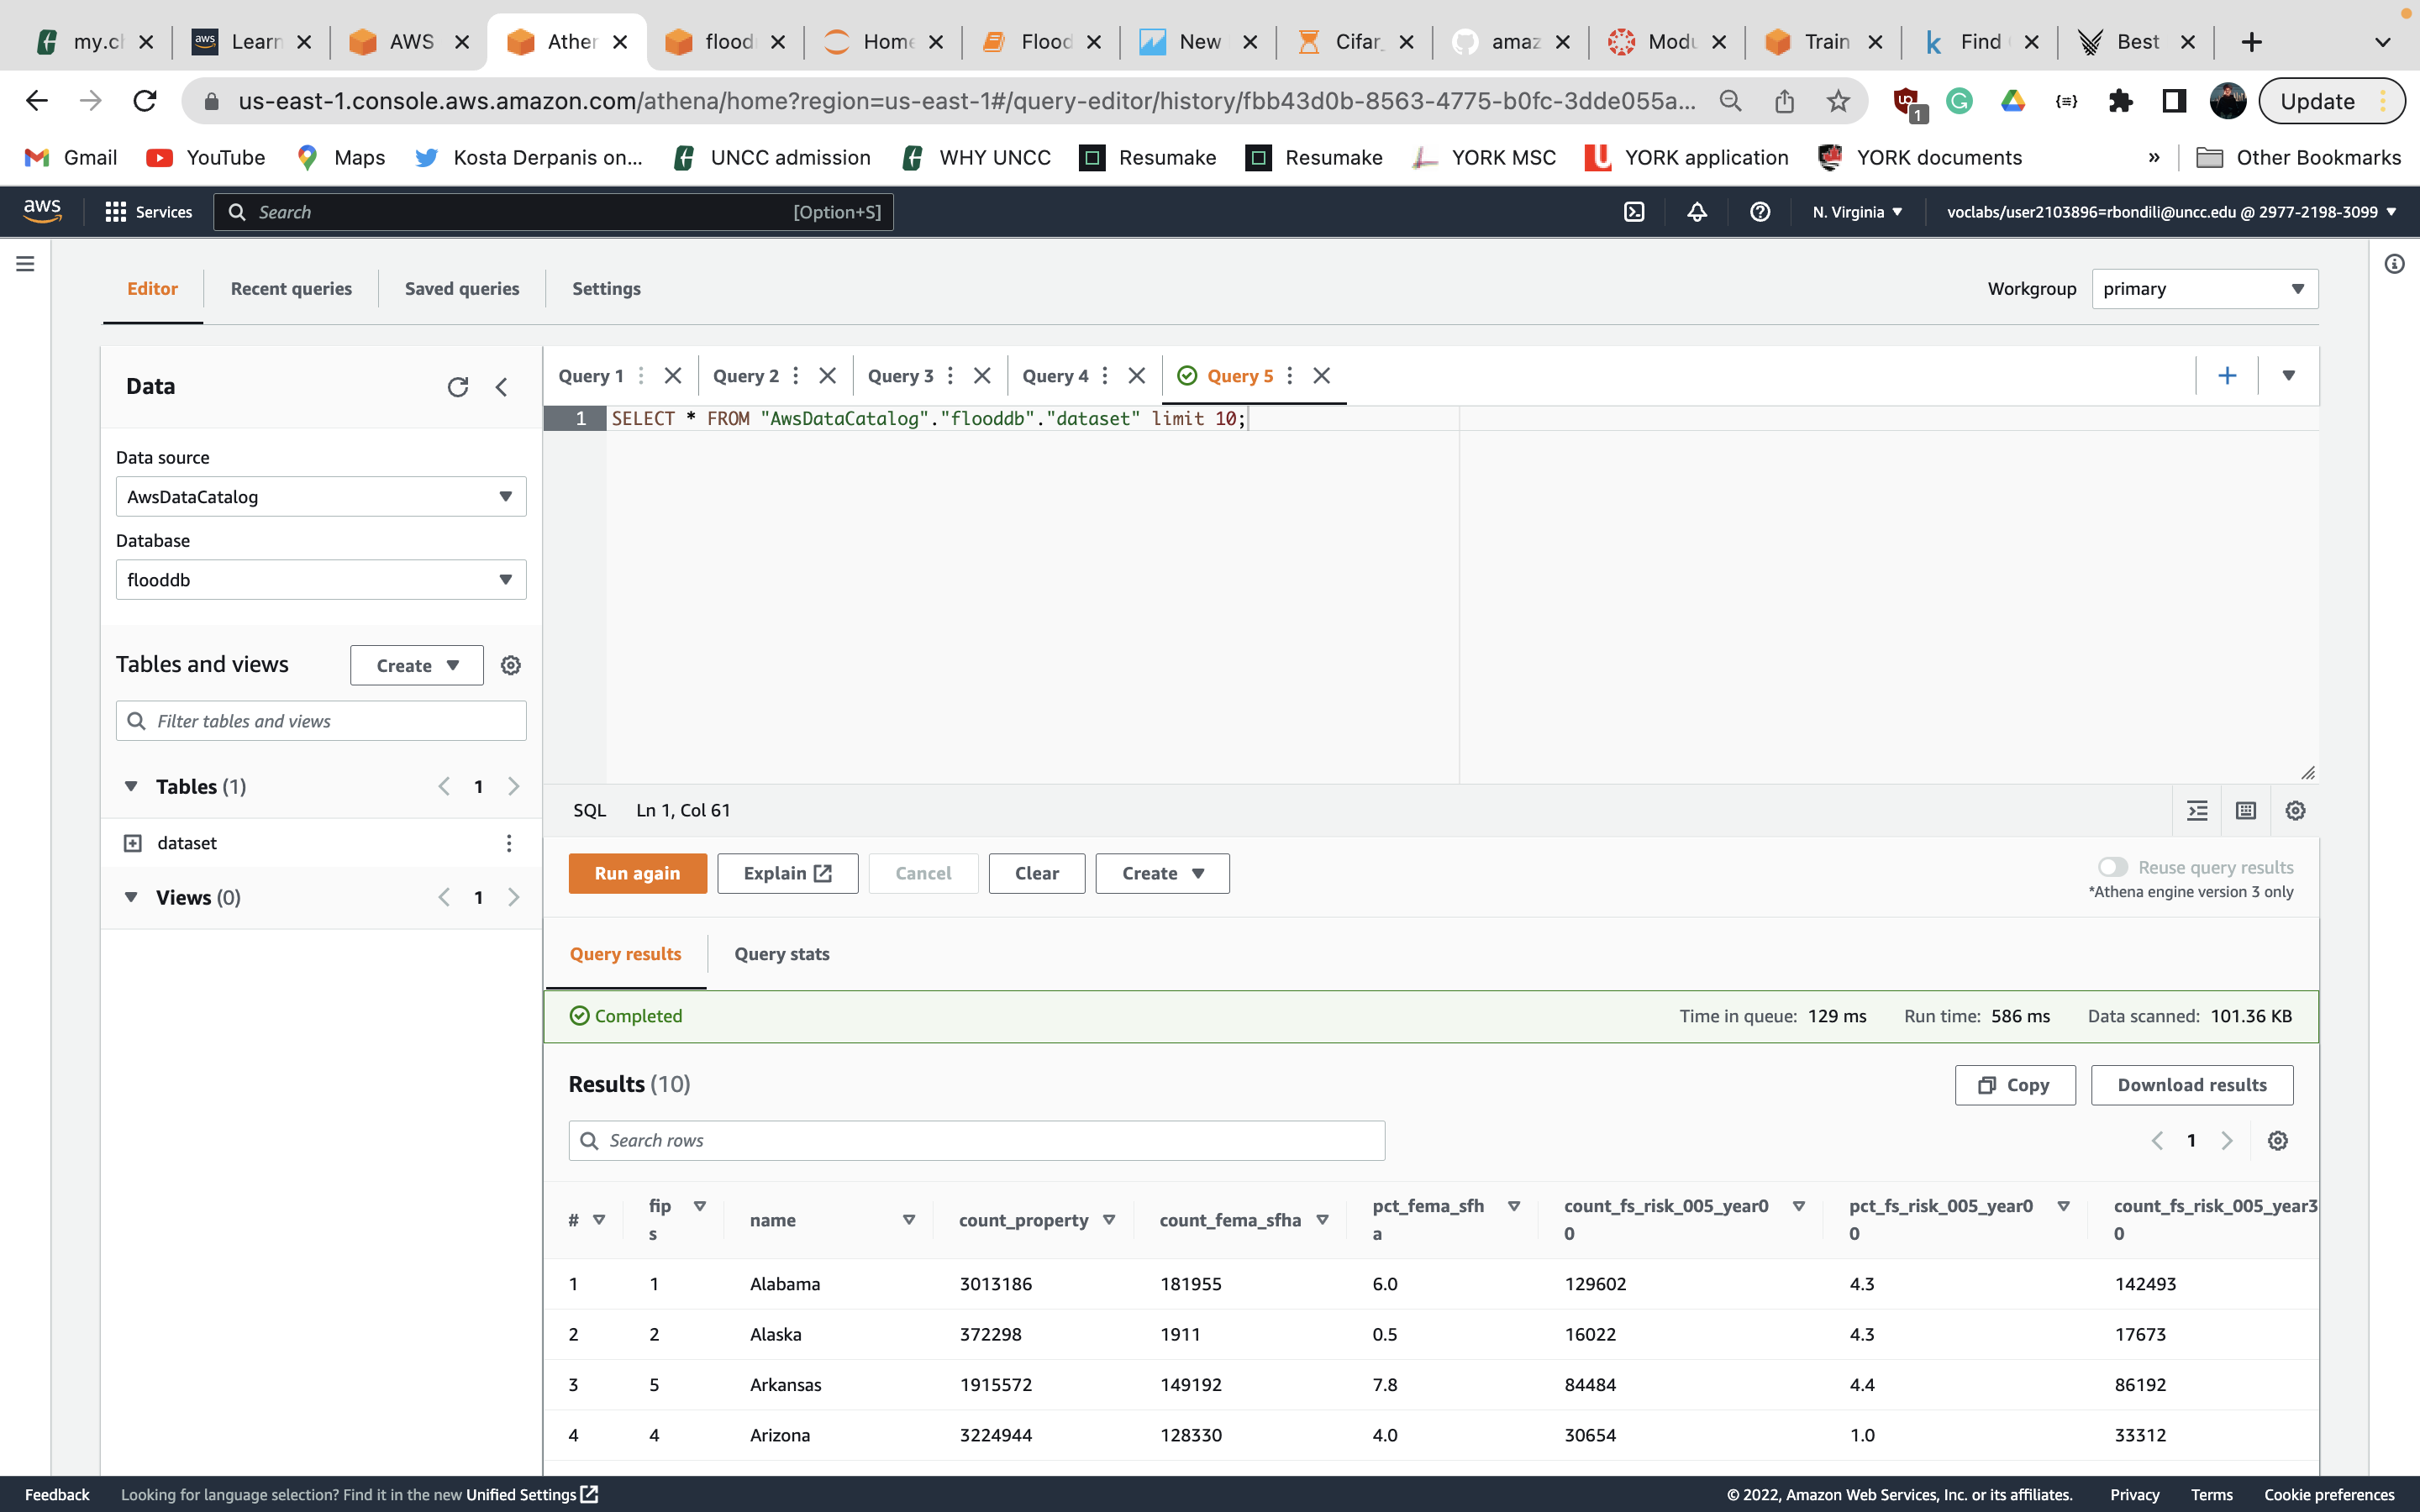 my.cl
Learn
AWS
Ather
flood
Home
Flood
New
Cifar_
amaz
Modu
Train
Find
Best
us-east-1.console.aws.amazon.com/athena/home?region=us-east-1#/query-editor/history/fbb43d0b-8563-4775-b0fc-3dde055a...
1
Update
Gmail
YouTube
Maps
Kosta Derpanis on...
UNCC admission
WHY UNCC
Resumake
Resumake
YORK MSC
YORK application
YORK documents
»
Other Bookmarks
aws
Services
Search
[Option+S]
N. Virginia
voclabs/user2103896=rbondili@uncc.edu @ 2977-2198-3099
Editor
Recent queries
Saved queries
Settings
Workgroup
primary
Data
Query 1
Query 2
Query 3
Query 4
Query 5
1
SELECT * FROM "AwsDataCatalog"."flooddb"."dataset" limit 10;
Data source
AwsDataCatalog
Database
flooddb
Tables and views
Create
Filter tables and views
Tables (1)
1
dataset
Views (0)
1
SQL
Ln 1, Col 61
Run again
Explain
Cancel
Clear
Create
Reuse query results
*Athena engine version 3 only
Query results
Query stats
Completed
Time in queue: 129 ms
Run time: 586 ms
Data scanned: 101.36 KB
Results (10)
Copy
Download results
Search rows
1
# fips name count_property count_fema_sfha pct_fema_sfha count_fs_risk_005_year00 pct_fs_risk_005_year00 count_fs_risk_005_year30
1 1 Alabama 3013186 181955 6.0 129602 4.3 142493
2 2 Alaska 372298 1911 0.5 16022 4.3 17673
3 5 Arkansas 1915572 149192 7.8 84484 4.4 86192
4 4 Arizona 3224944 128330 4.0 30654 1.0 33312
Feedback
Looking for language selection? Find it in the new Unified Settings
© 2022, Amazon Web Services, Inc. or its affiliates.
Privacy
Terms
Cookie preferences